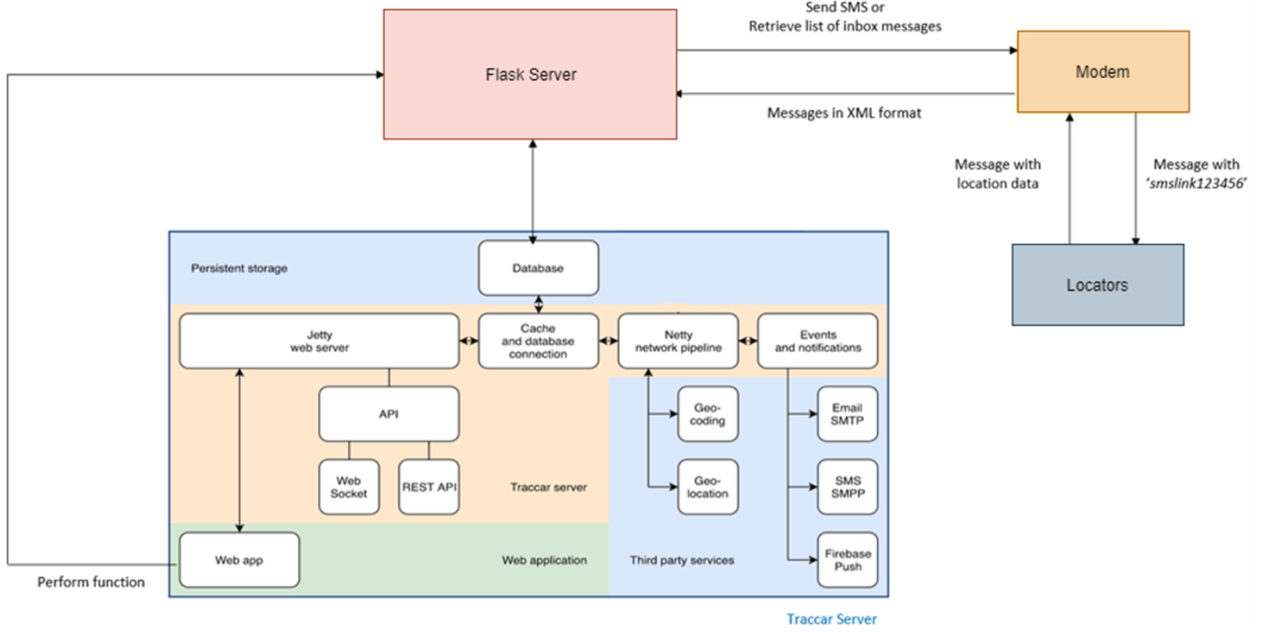 Send SMS or
Retrieve list of inbox messages
Flask Server
Modem
Messages in XML format
Message with
location data
Message with
‘smslink123456’
Locators
Persistent storage
Database
Jetty
web server
Cache
and database
connection
Netty
network pipeline
Events
and notifications
API
Geo-
coding
Email
SMTP
Web
Socket
REST API
Traccar server
Geo-
location
SMS
SMPP
Web app
Web application
Third party services
Firebase
Push
Perform function
Traccar Server